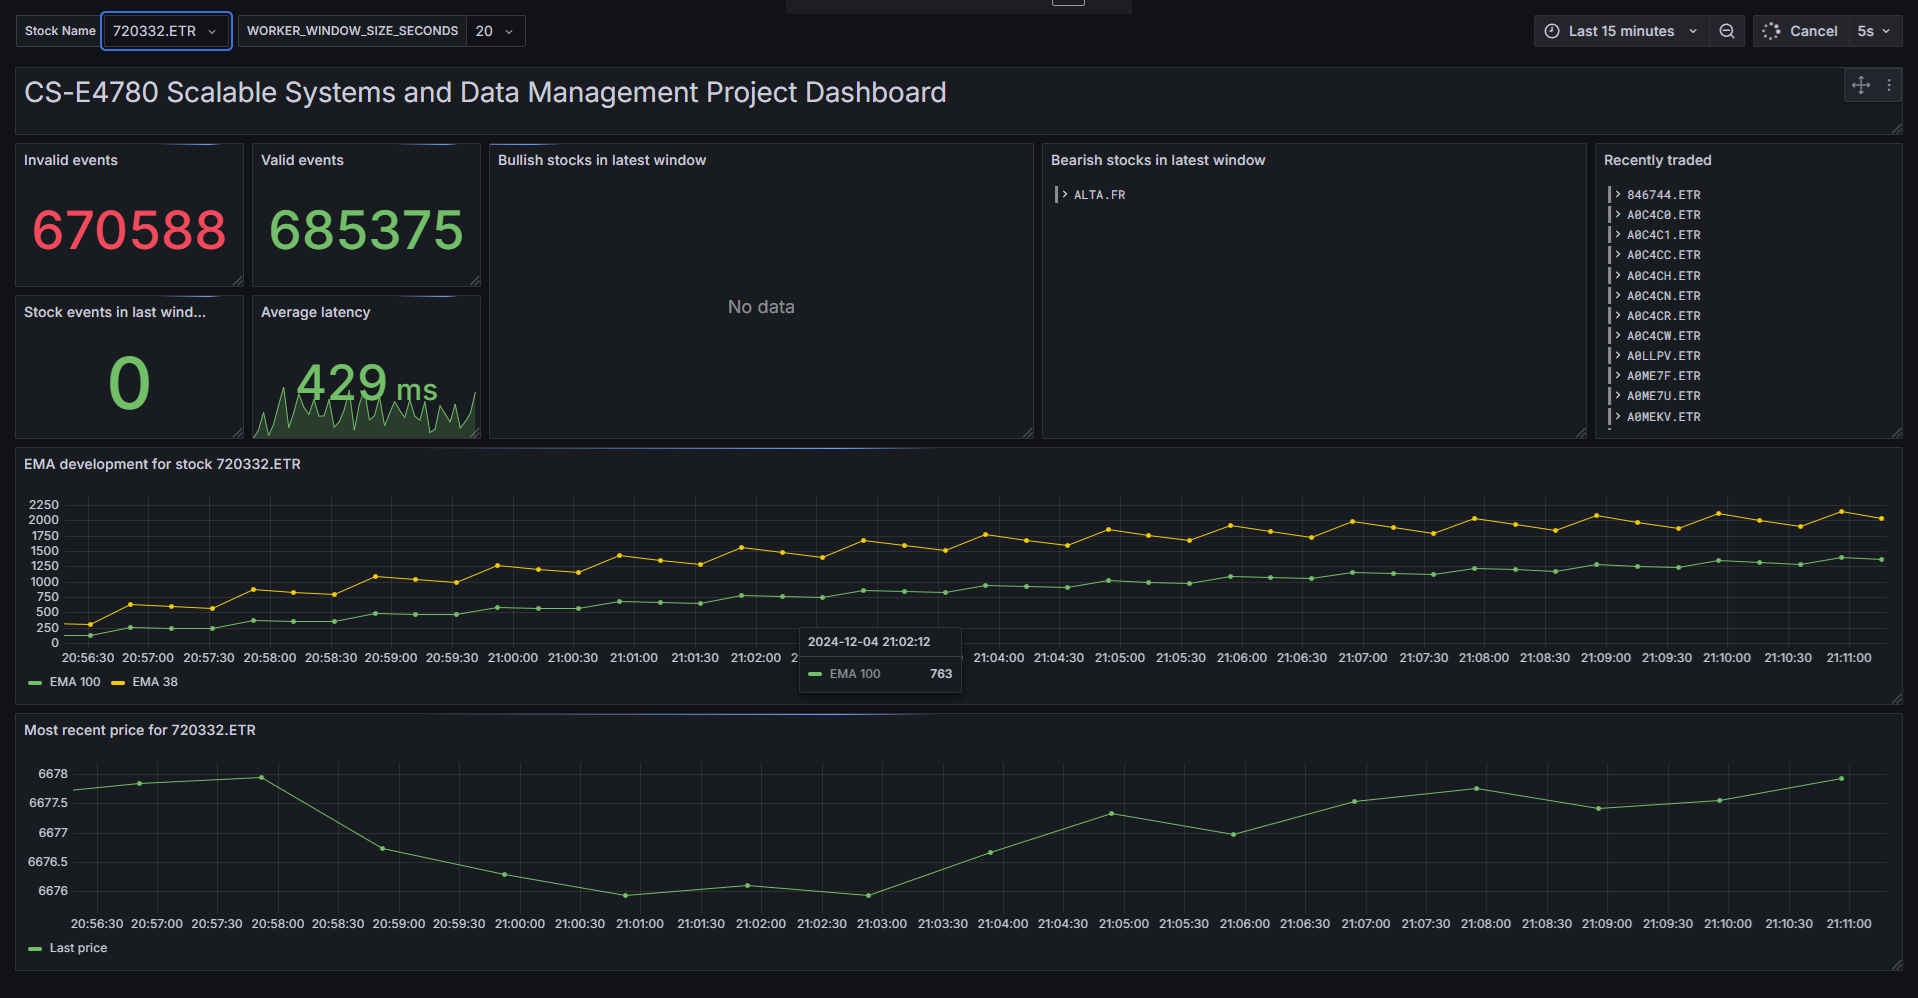 Stock Name 720332.ETR WORKER_WINDOW_SIZE_SECONDS 20 Last 15 minutes Cancel 5s
CS-E4780 Scalable Systems and Data Management Project Dashboard
Invalid events
670588
Valid events
685375
Stock events in last wind...
0
Average latency
429 ms
Bullish stocks in latest window
No data
Bearish stocks in latest window
ALTA.FR
Recently traded
846744.ETR
A0C4C0.ETR
A0C4C1.ETR
A0C4CC.ETR
A0C4CH.ETR
A0C4CN.ETR
A0C4CR.ETR
A0C4CW.ETR
A0LLPV.ETR
A0ME7F.ETR
A0ME7U.ETR
A0MEKV.ETR
EMA development for stock 720332.ETR
2250
2000
1750
1500
1250
1000
750
500
250
0
20:56:30 20:57:00 20:57:30 20:58:00 20:58:30 20:59:00 20:59:30 21:00:00 21:00:30 21:01:00 21:01:30 21:02:00 21:04:00 21:04:30 21:05:00 21:05:30 21:06:00 21:06:30 21:07:00 21:07:30 21:08:00 21:08:30 21:09:00 21:09:30 21:10:00 21:10:30 21:11:00
2024-12-04 21:02:12
EMA 100 763
EMA 100 EMA 38
Most recent price for 720332.ETR
6678
6677.5
6677
6676.5
6676
20:56:30 20:57:00 20:57:30 20:58:00 20:58:30 20:59:00 20:59:30 21:00:00 21:00:30 21:01:00 21:01:30 21:02:00 21:02:30 21:03:00 21:03:30 21:04:00 21:04:30 21:05:00 21:05:30 21:06:00 21:06:30 21:07:00 21:07:30 21:08:00 21:08:30 21:09:00 21:09:30 21:10:00 21:10:30 21:11:00
Last price